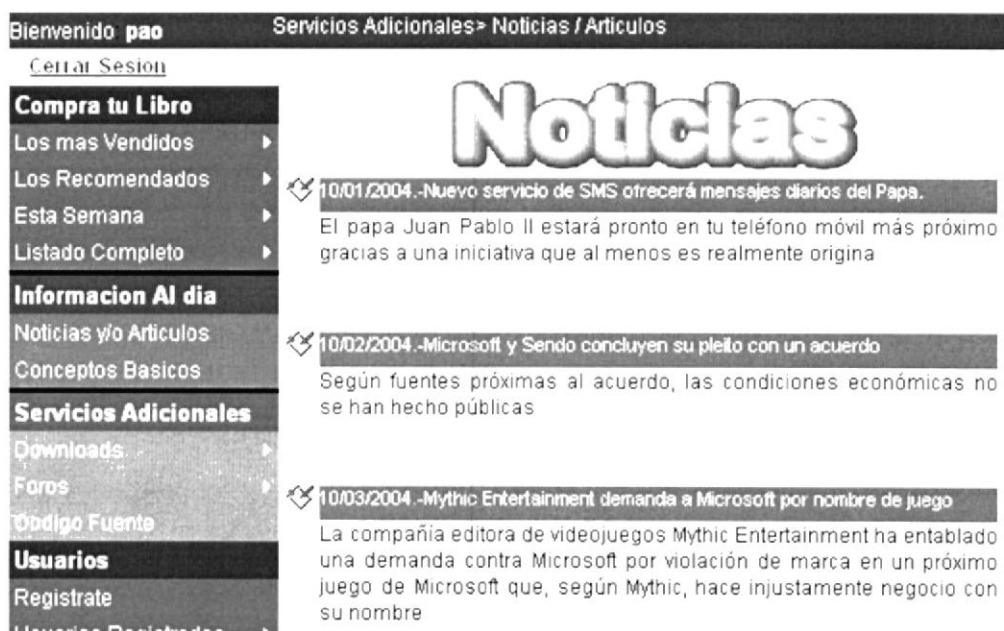 Bienvenido pao
Servicios Adicionales> Noticias / Articulos
Cerrar Sesion
Compra tu Libro
Los mas Vendidos
Los Recomendados
Esta Semana
Listado Completo
Informacion Al dia
Noticias y/o Articulos
Conceptos Basicos
Servicios Adicionales
Downloads
Foros
Codigo Fuente
Usuarios
Registrate
Usuarios Registrados
Noticias
10/01/2004.-Nuevo servicio de SMS ofrecerá mensajes diarios del Papa.
El papa Juan Pablo II estará pronto en tu teléfono móvil más próximo
gracias a una iniciativa que al menos es realmente origina
10/02/2004.-Microsoft y Sendo concluyen su pleito con un acuerdo
Según fuentes próximas al acuerdo, las condiciones económicas no
se han hecho públicas
10/03/2004.-Mythic Entertainment demanda a Microsoft por nombre de juego
La compañía editora de videojuegos Mythic Entertainment ha entablado
una demanda contra Microsoft por violación de marca en un próximo
juego de Microsoft que, según Mythic, hace injustamente negocio con
su nombre